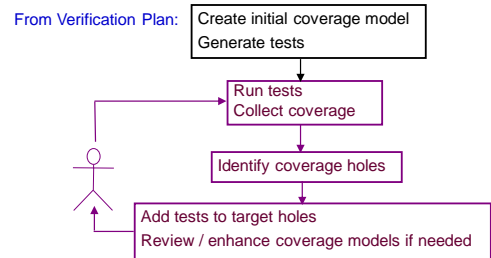 From Verification Plan:
Create initial coverage model
Generate tests
Run tests
Collect coverage
Identify coverage holes
Add tests to target holes
Review / enhance coverage models if needed